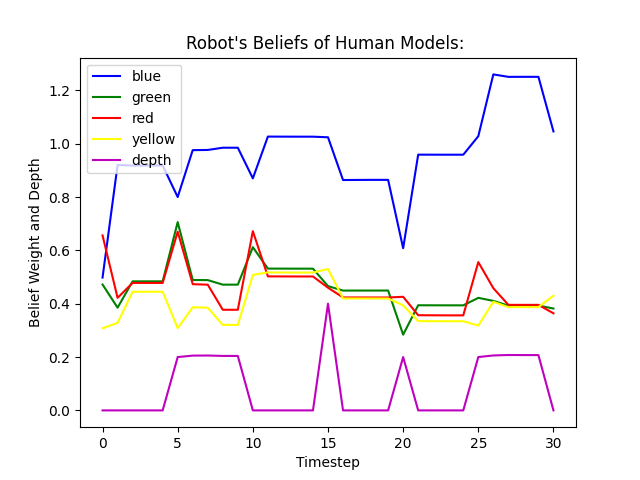 Robot's Beliefs of Human Models:
blue
green
red
yellow
depth
Belief Weight and Depth
1.2
1.0
0.8
0.6
0.4
0.2
0.0
0 5 10 15 20 25 30
Timestep